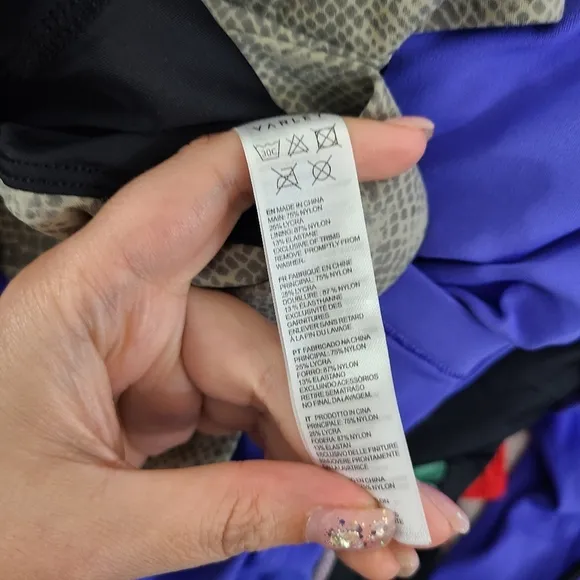 VARLEY
30C
EN MADE IN CHINA
MAIN: 75% NYLON
25% LYCRA
LINING: 87% NYLON
13% ELASTANE
EXCLUSIVE OF TRIMS
REMOVE PROMPTLY FROM
WASHER.
FR FABRIQUÉ EN CHINE
PRINCIPAL: 75% NYLON
25% LYCRA
DOUBLURE : 87 % NYLON
13 % ÉLASTHANNE
EXCLUSIVITÉ DES
GARNITURES
ENLEVER SANS RETARD
À LA FIN DU LAVAGE
PT FABRICADO NA CHINA
PRINCIPAL: 75% NYLON
25% LYCRA
FORRO: 87% NYLON
13% ELASTANO
EXCLUINDO ACESSÓRIOS
RETIRE SEM ATRASO
NO FINAL DA LAVAGEM
IT PRODOTTO IN CINA
PRINCIPALE: 75% NYLON
25% LYCRA
FODERA: 87% NYLON
13% ELASTAN
EXCLUSIVO DELLE FINITURE